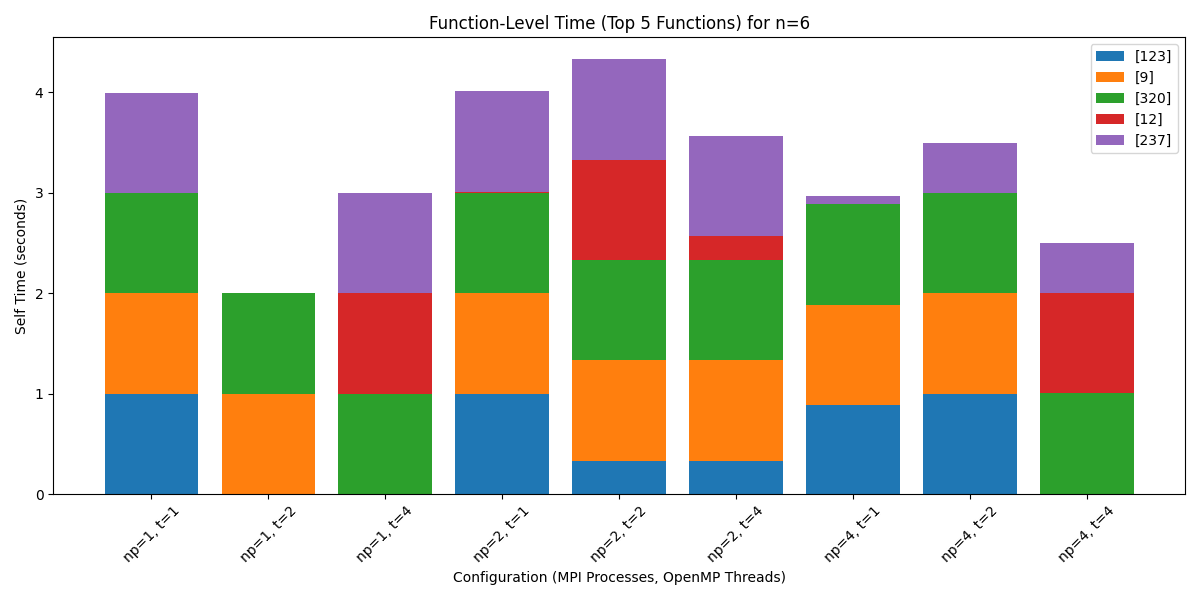 Function-Level Time (Top 5 Functions) for n=6
[123]
[9]
[320]
[12]
[237]
Self Time (seconds)
4
3
2
1
0
np=1, t=1
np=1, t=2
np=1, t=4
np=2, t=1
np=2, t=2
np=2, t=4
np=4, t=1
np=4, t=2
np=4, t=4
Configuration (MPI Processes, OpenMP Threads)